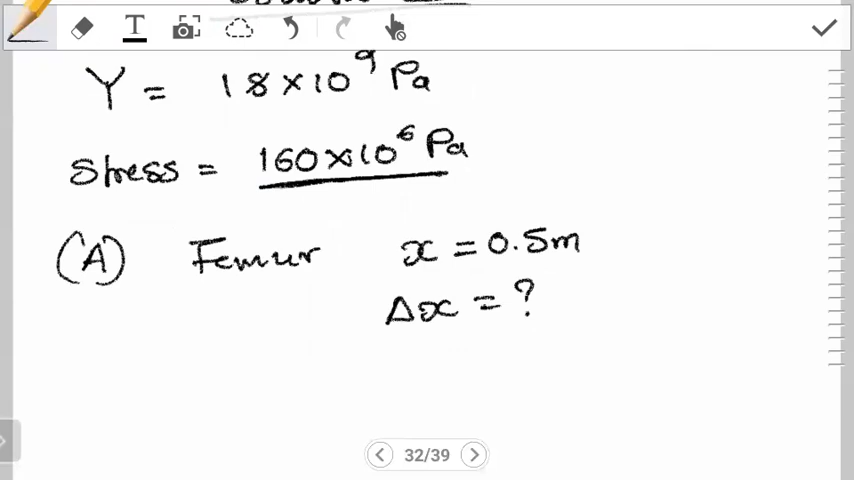 T
Y = 18×10⁹ Pa
Stress = 160×10⁶ Pa
(A) Femur x = 0.5m
Δx = ?
32/39